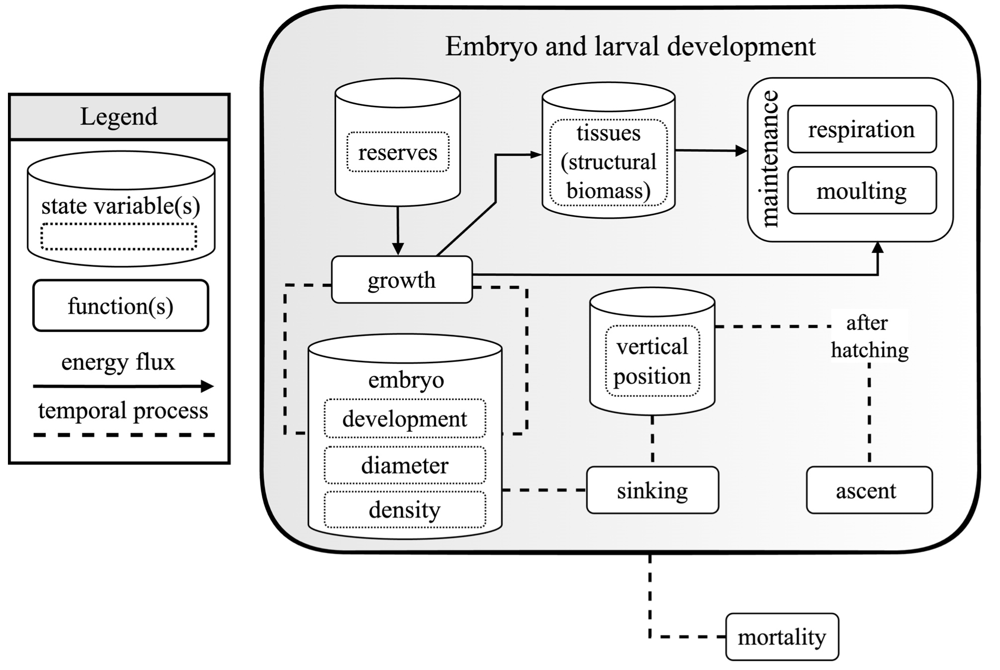 Legend
state variable(s)
function(s)
energy flux
temporal process
Embryo and larval development
reserves
tissues
(structural
biomass)
maintenance
respiration
moulting
growth
embryo
development
diameter
density
vertical
position
after
hatching
sinking
ascent
mortality